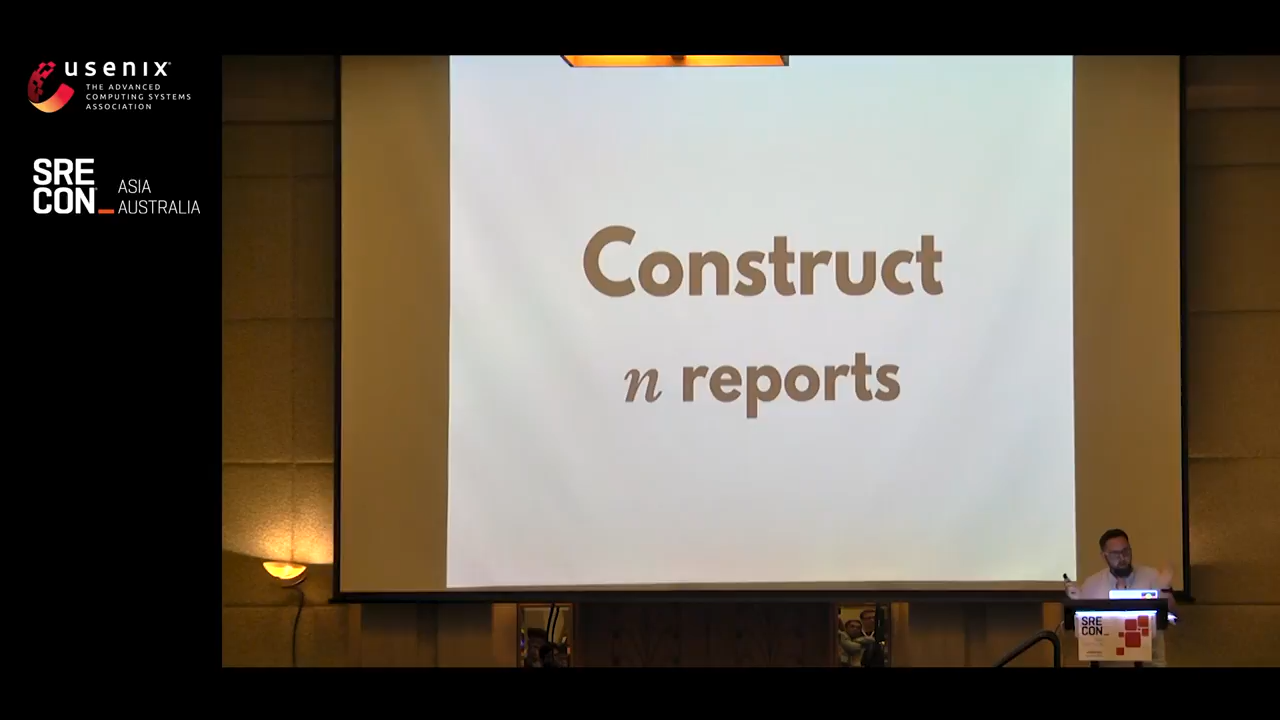 usenix
THE ADVANCED
COMPUTING SYSTEMS
ASSOCIATION
SRE
CON
ASIA
AUSTRALIA
Construct
n reports
SRE
CON